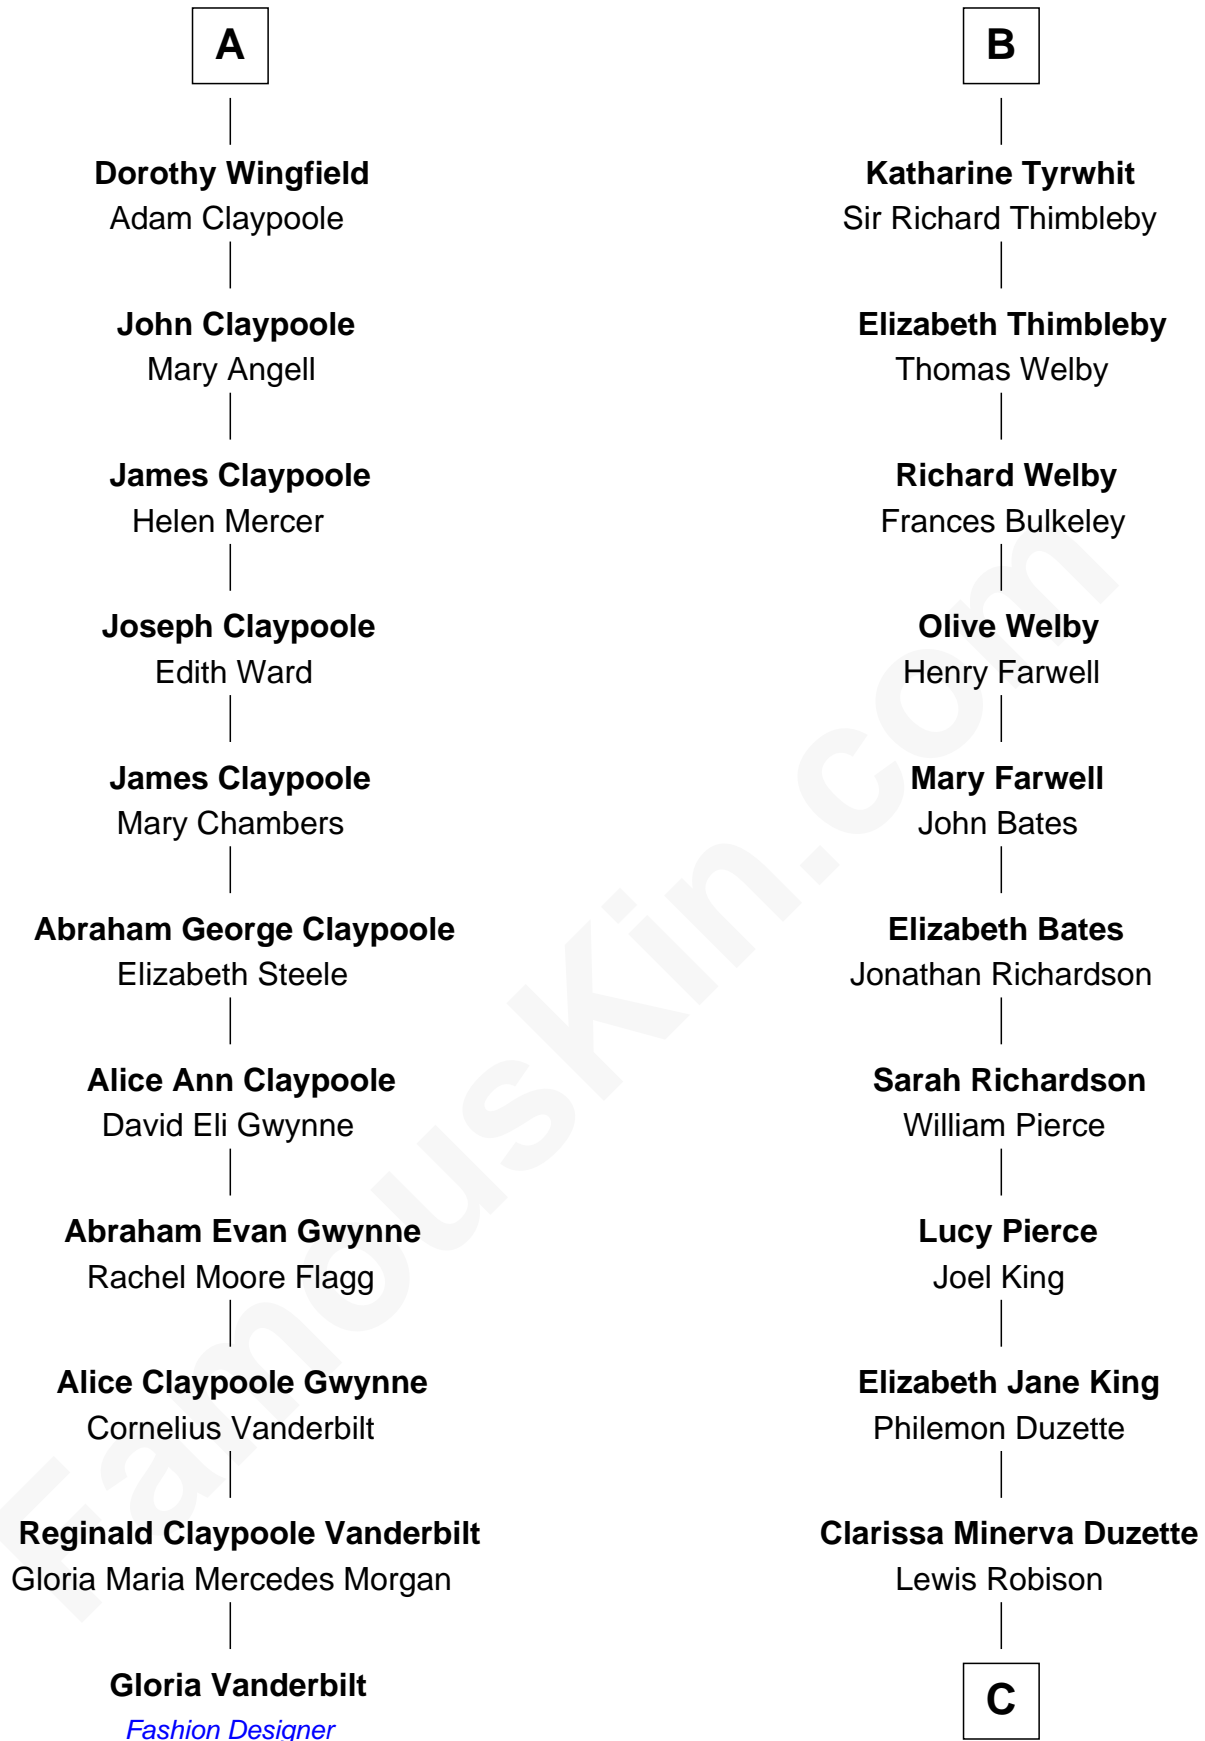 A
Dorothy Wingfield
Adam Claypoole
John Claypoole
Mary Angell
James Claypoole
Helen Mercer
Joseph Claypoole
Edith Ward
James Claypoole
Mary Chambers
Abraham George Claypoole
Elizabeth Steele
Alice Ann Claypoole
David Eli Gwynne
Abraham Evan Gwynne
Rachel Moore Flagg
Alice Claypoole Gwynne
Cornelius Vanderbilt
Reginald Claypoole Vanderbilt
Gloria Maria Mercedes Morgan
Gloria Vanderbilt
Fashion Designer
B
Katharine Tyrwhit
Sir Richard Thimbleby
Elizabeth Thimbleby
Thomas Welby
Richard Welby
Frances Bulkeley
Olive Welby
Henry Farwell
Mary Farwell
John Bates
Elizabeth Bates
Jonathan Richardson
Sarah Richardson
William Pierce
Lucy Pierce
Joel King
Elizabeth Jane King
Philemon Duzette
Clarissa Minerva Duzette
Lewis Robison
C
FamousKin.com